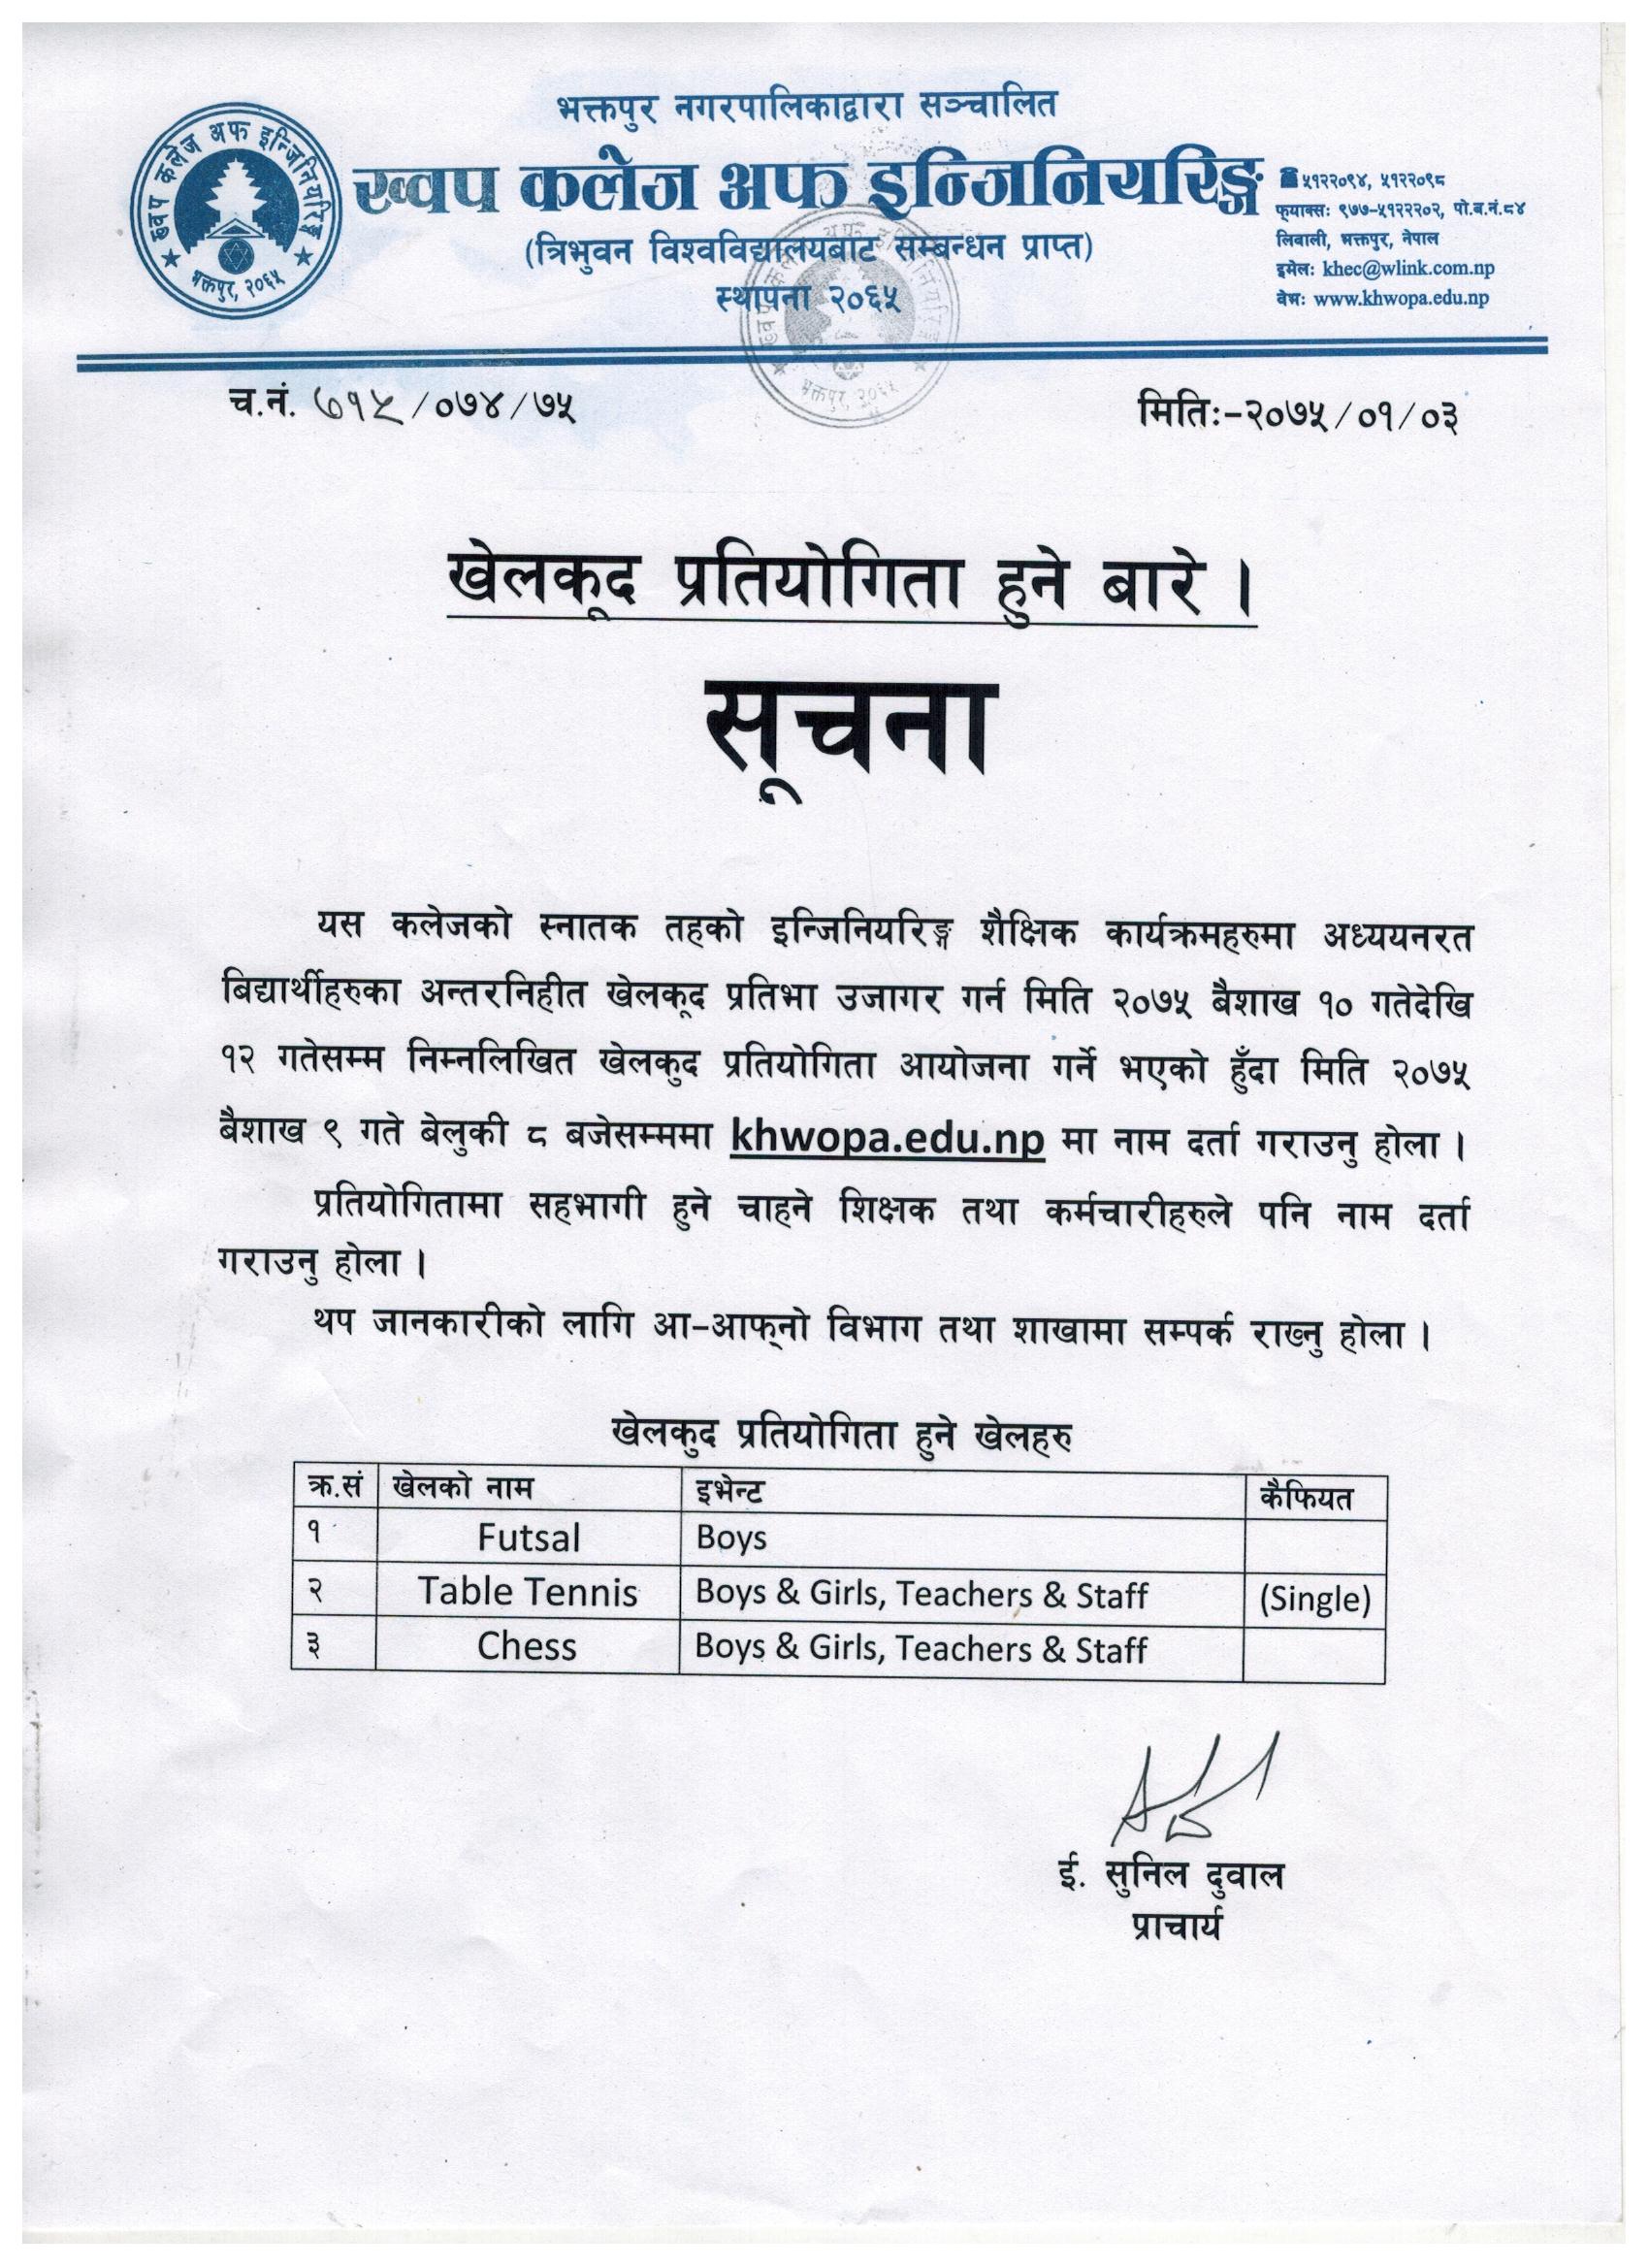 भक्तपुर नगरपालिकाद्वारा सञ्चालित
ख्वप कलेज अफ इन्जिनियरिङ्ग
(त्रिभुवन विश्वविद्यालयबाट सम्बन्धन प्राप्त)
स्थापना २०६५
ख्वप कलेज अफ इन्जिनियरिङ्ग
भक्तपुर, २०६५
५१२२०९४, ५१२२०९८
फ्याक्सः ९७७-५१२२२०२, पो.ब.नं.८४
लिवाली, भक्तपुर, नेपाल
इमेलः khec@wlink.com.np
वेभः www.khwopa.edu.np
च.नं. ७१५/०७४/७५
मितिः-२०७५/०१/०३
खेलकूद प्रतियोगिता हुने बारे ।
सूचना
यस कलेजको स्नातक तहको इन्जिनियरिङ्ग शैक्षिक कार्यक्रमहरुमा अध्ययनरत
बिद्यार्थीहरुका अन्तरनिहीत खेलकूद प्रतिभा उजागर गर्न मिति २०७५ बैशाख १० गतेदेखि
१२ गतेसम्म निम्नलिखित खेलकुद प्रतियोगिता आयोजना गर्ने भएको हुँदा मिति २०७५
बैशाख ९ गते बेलुकी ८ बजेसम्ममा khwopa.edu.np मा नाम दर्ता गराउनु होला ।
प्रतियोगितामा सहभागी हुने चाहने शिक्षक तथा कर्मचारीहरुले पनि नाम दर्ता
गराउनु होला ।
थप जानकारीको लागि आ-आफ्‌नो विभाग तथा शाखामा सम्पर्क राख्नु होला ।
खेलकुद प्रतियोगिता हुने खेलहरु
क्र.सं खेलको नाम इभेन्ट कैफियत
१ Futsal Boys
२ Table Tennis Boys & Girls, Teachers & Staff (Single)
३ Chess Boys & Girls, Teachers & Staff
ई. सुनिल दुवाल
प्राचार्य